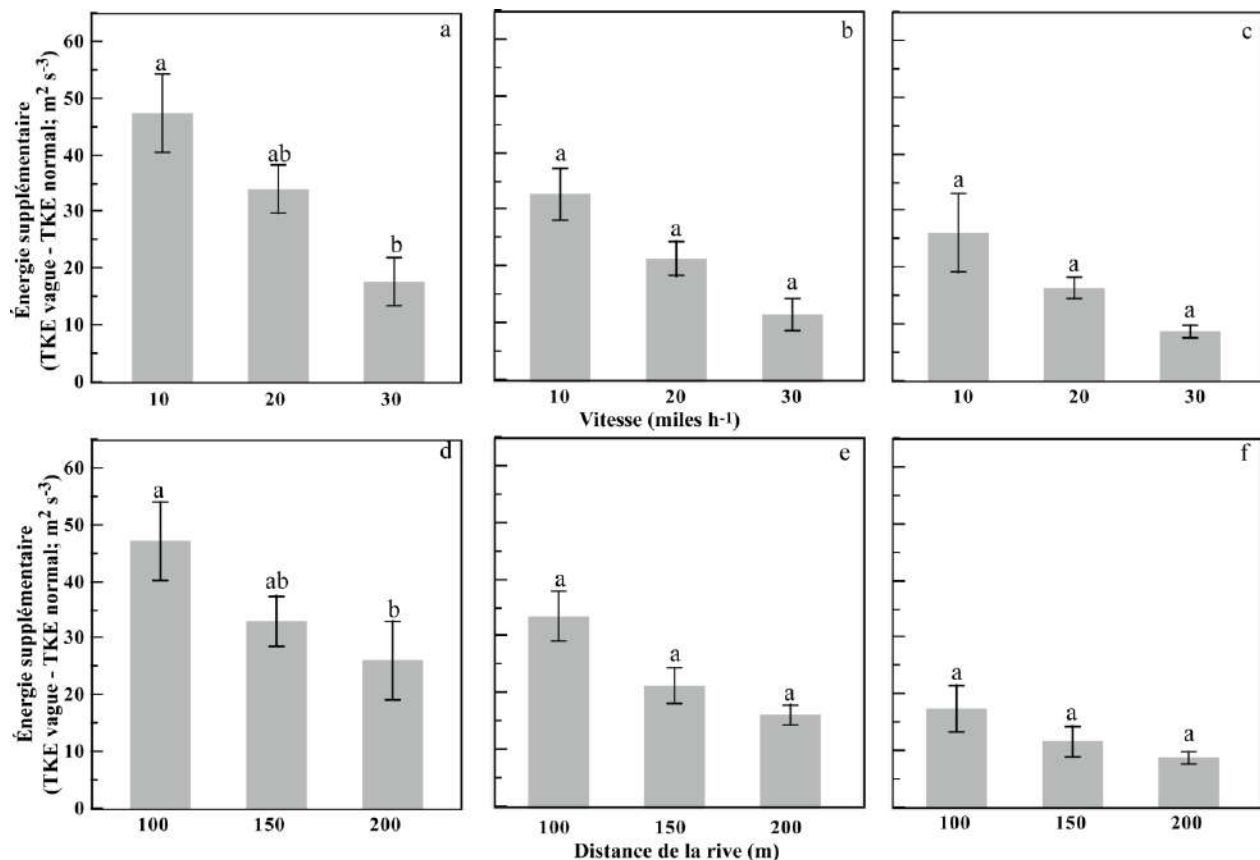 a
b
c
Énergie supplémentaire
(TKE vague - TKE normal; m² s⁻³)
60
50
40
30
20
10
0
a
ab
b
a
a
a
a
a
a
10 20 30
10 20 30
10 20 30
Vitesse (miles h⁻¹)
d
e
f
Énergie supplémentaire
(TKE vague - TKE normal; m² s⁻³)
60
50
40
30
20
10
0
a
ab
b
a
a
a
a
a
a
100 150 200
100 150 200
100 150 200
Distance de la rive (m)